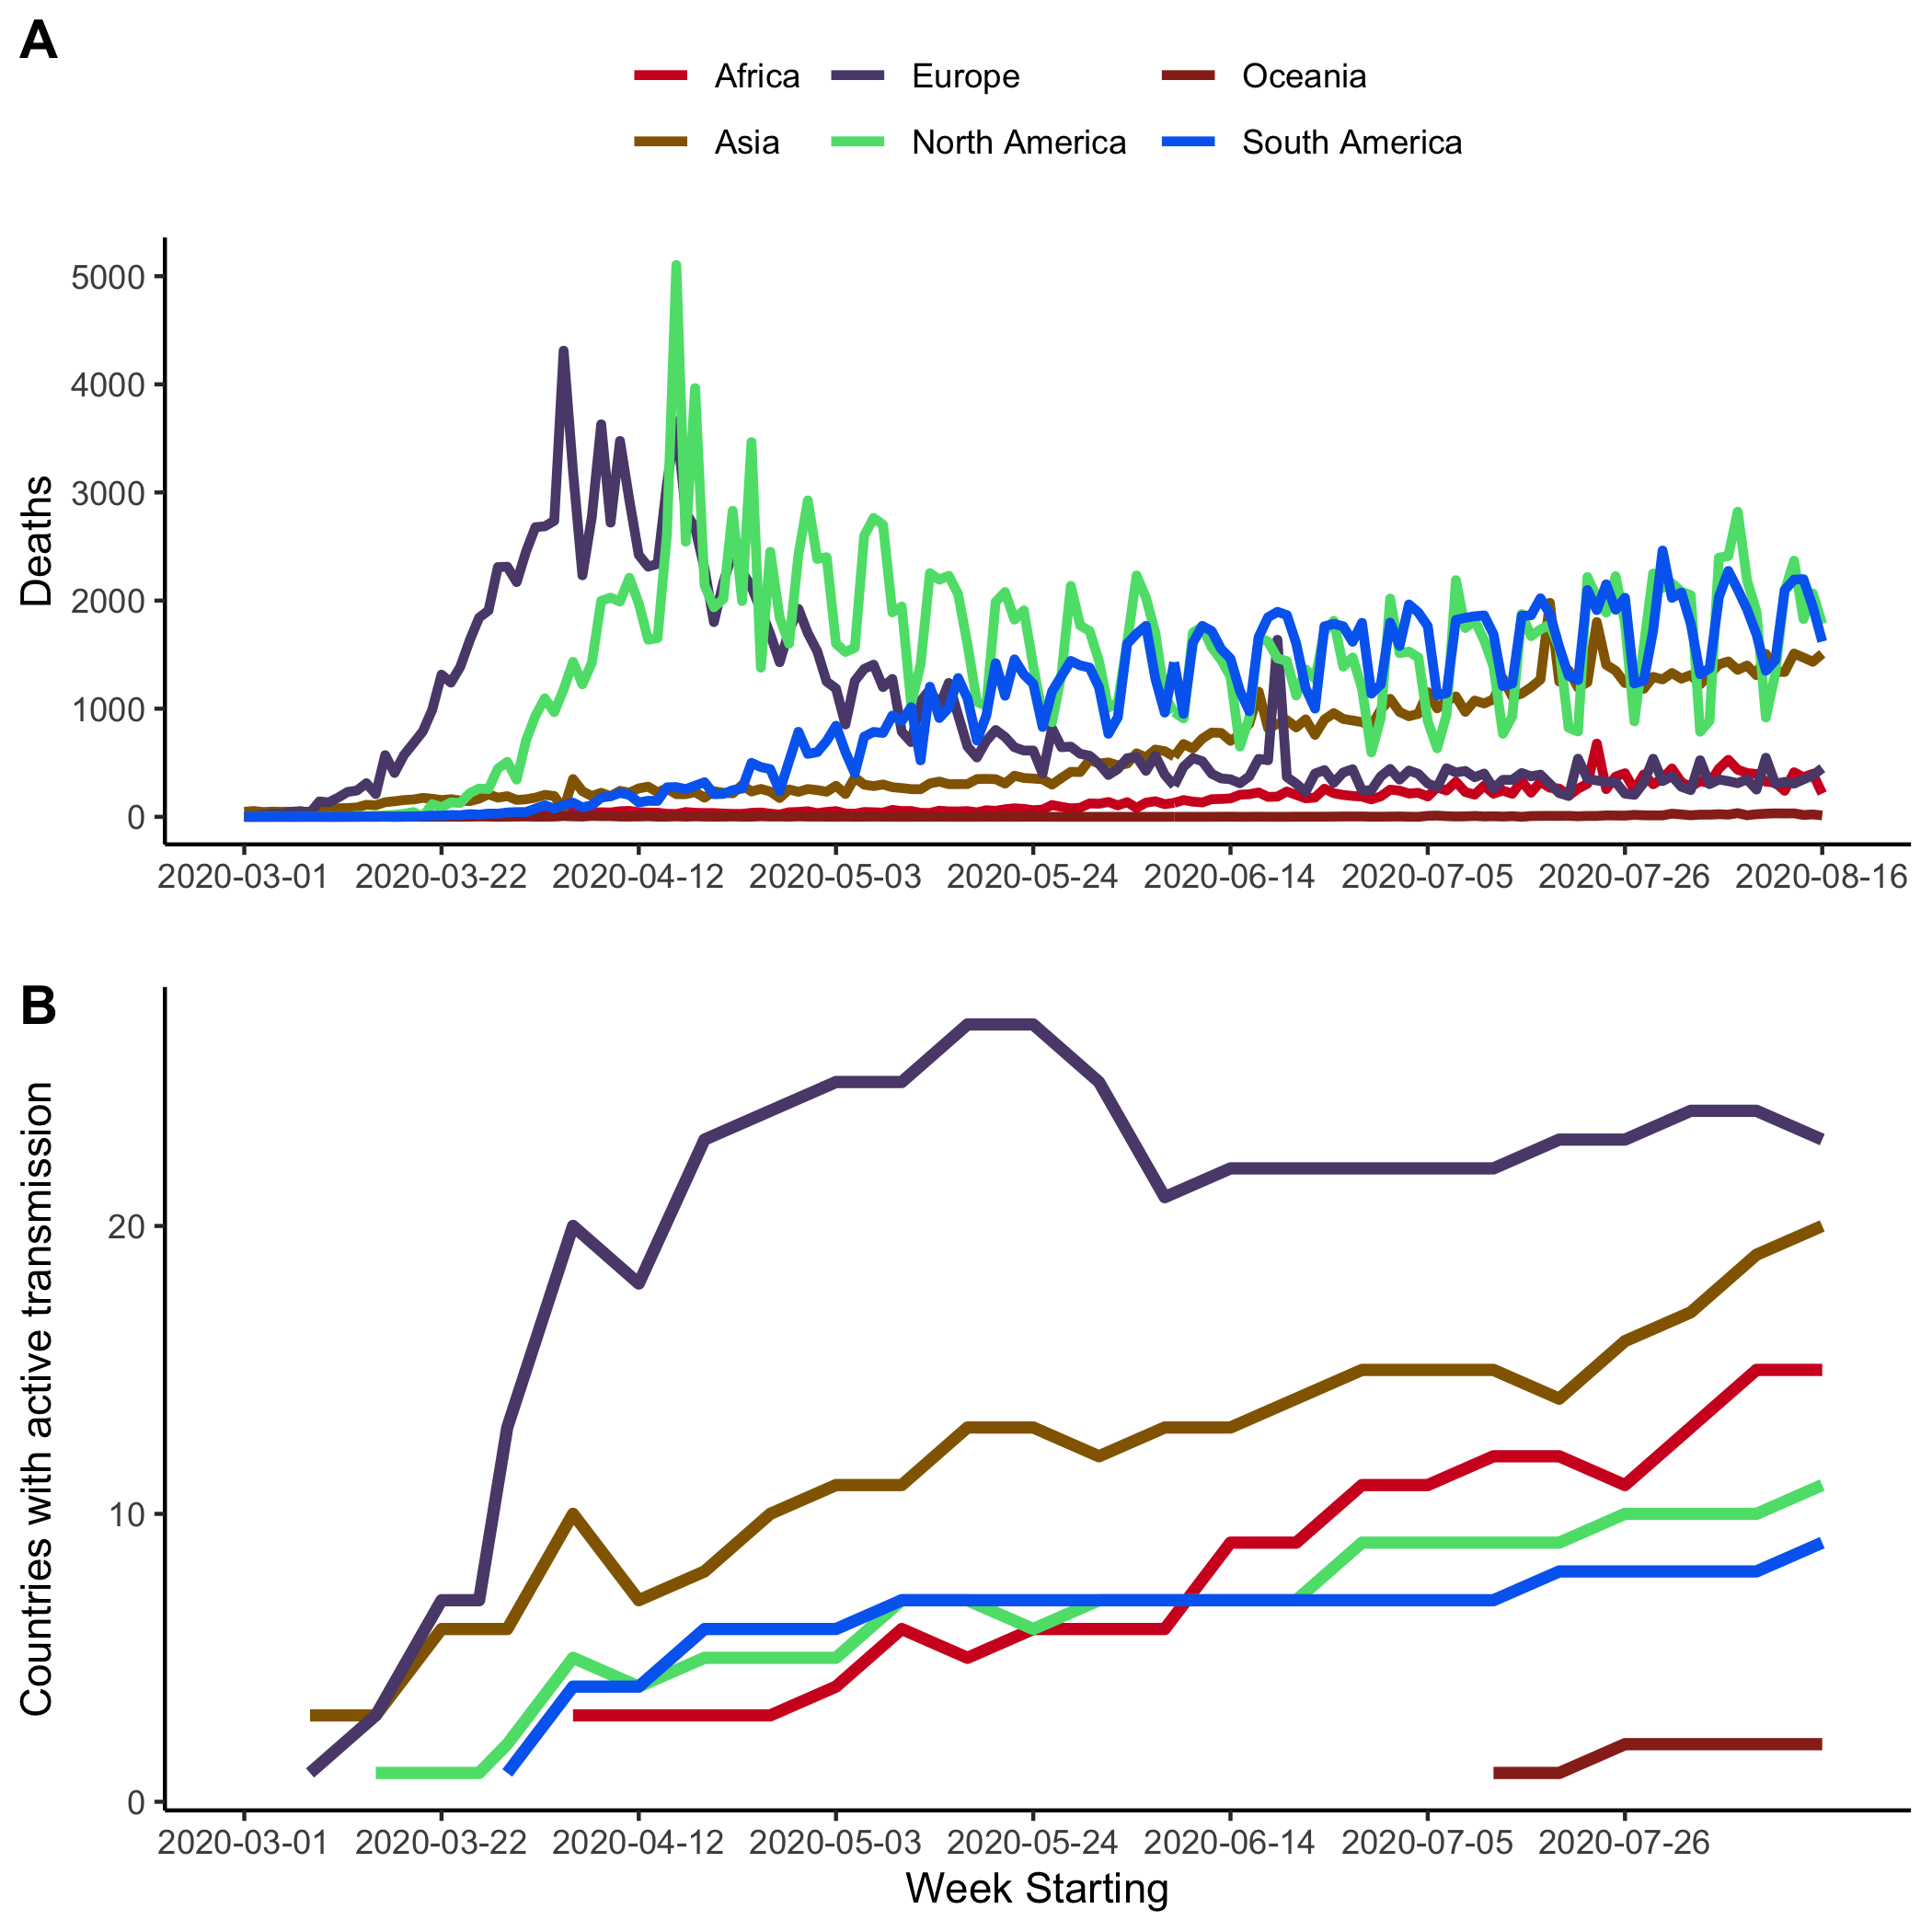 A
Africa Europe Oceania
Asia North America South America
Deaths
5000
4000
3000
2000
1000
0
2020-03-01 2020-03-22 2020-04-12 2020-05-03 2020-05-24 2020-06-14 2020-07-05 2020-07-26 2020-08-16
B
Countries with active transmission
20
10
0
2020-03-01 2020-03-22 2020-04-12 2020-05-03 2020-05-24 2020-06-14 2020-07-05 2020-07-26
Week Starting